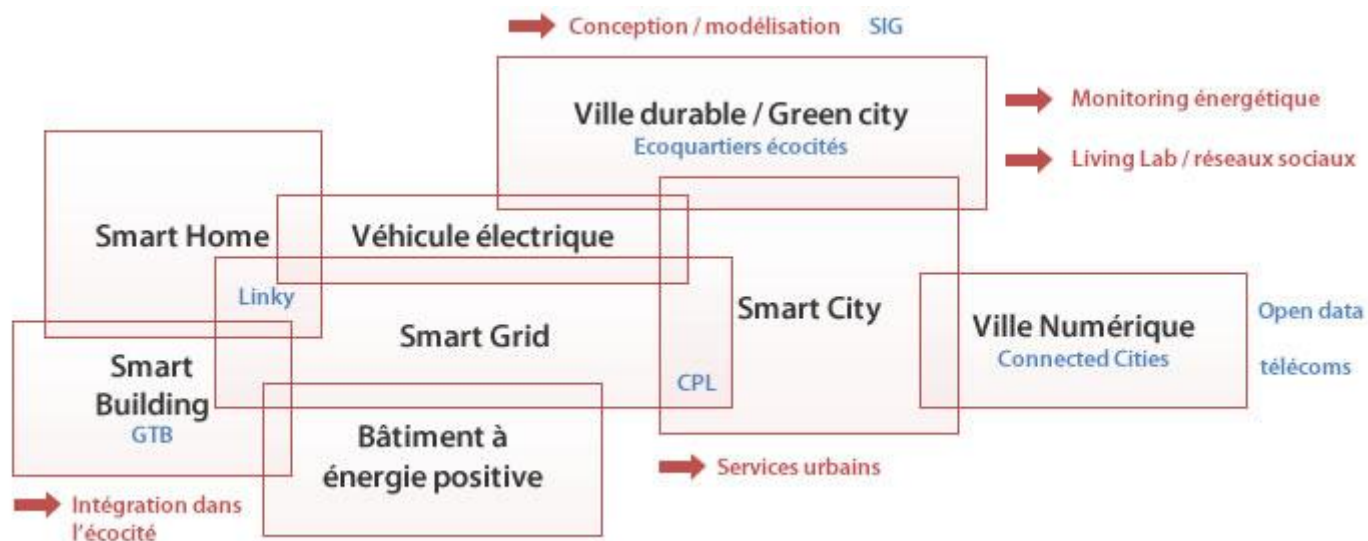 Conception / modélisation SIG
Ville durable / Green city
Ecoquartiers écocités
Monitoring énergétique
Living Lab / réseaux sociaux
Smart Home
Véhicule électrique
Linky
Smart Grid
Smart City
Ville Numérique
Connected Cities
Open data
télécoms
Smart
Building
GTB
CPL
Bâtiment à
énergie positive
Services urbains
Intégration dans
l'écocité